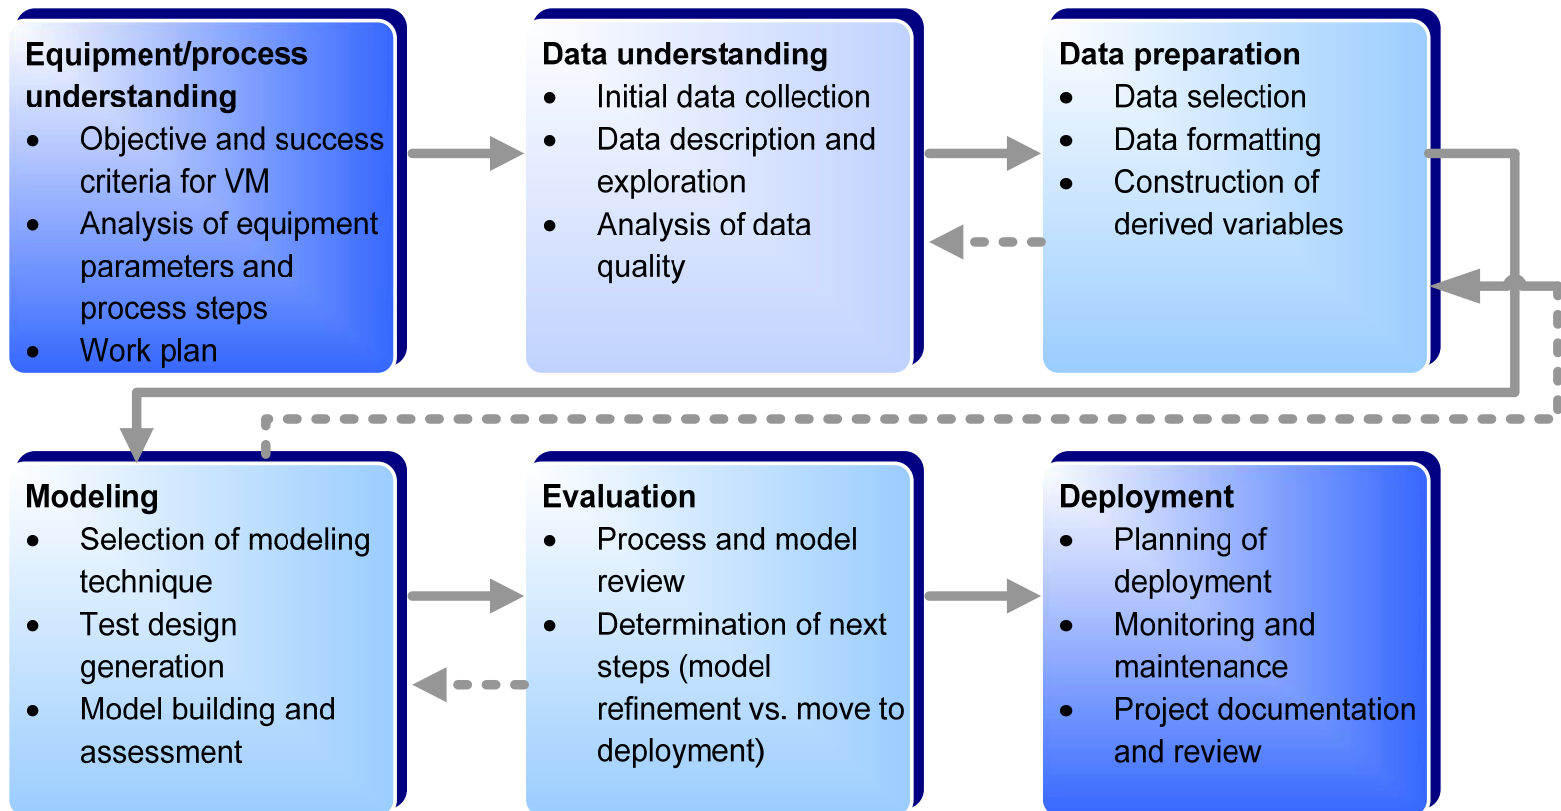 Equipment/process
understanding
• Objective and success
criteria for VM
• Analysis of equipment
parameters and
process steps
• Work plan
Data understanding
• Initial data collection
• Data description and
exploration
• Analysis of data
quality
Data preparation
• Data selection
• Data formatting
• Construction of
derived variables
Modeling
• Selection of modeling
technique
• Test design
generation
• Model building and
assessment
Evaluation
• Process and model
review
• Determination of next
steps (model
refinement vs. move to
deployment)
Deployment
• Planning of
deployment
• Monitoring and
maintenance
• Project documentation
and review